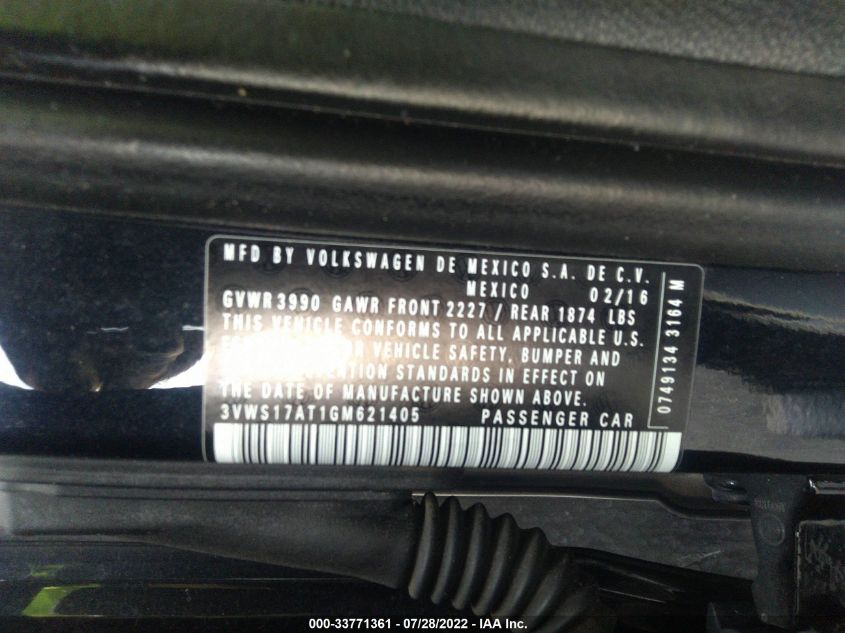 MFD BY VOLKSWAGEN DE MEXICO S.A. DE C.V.
MEXICO 02/16
GVWR 3990 GAWR FRONT 2227 / REAR 1874 LBS
THIS VEHICLE CONFORMS TO ALL APPLICABLE U.S.
VEHICLE SAFETY, BUMPER AND
STANDARDS IN EFFECT ON
THE DATE OF MANUFACTURE SHOWN ABOVE.
3VWS17AT1GM621405 PASSENGER CAR
0749134 3164 M
000-33771361 - 07/28/2022 - IAA Inc.